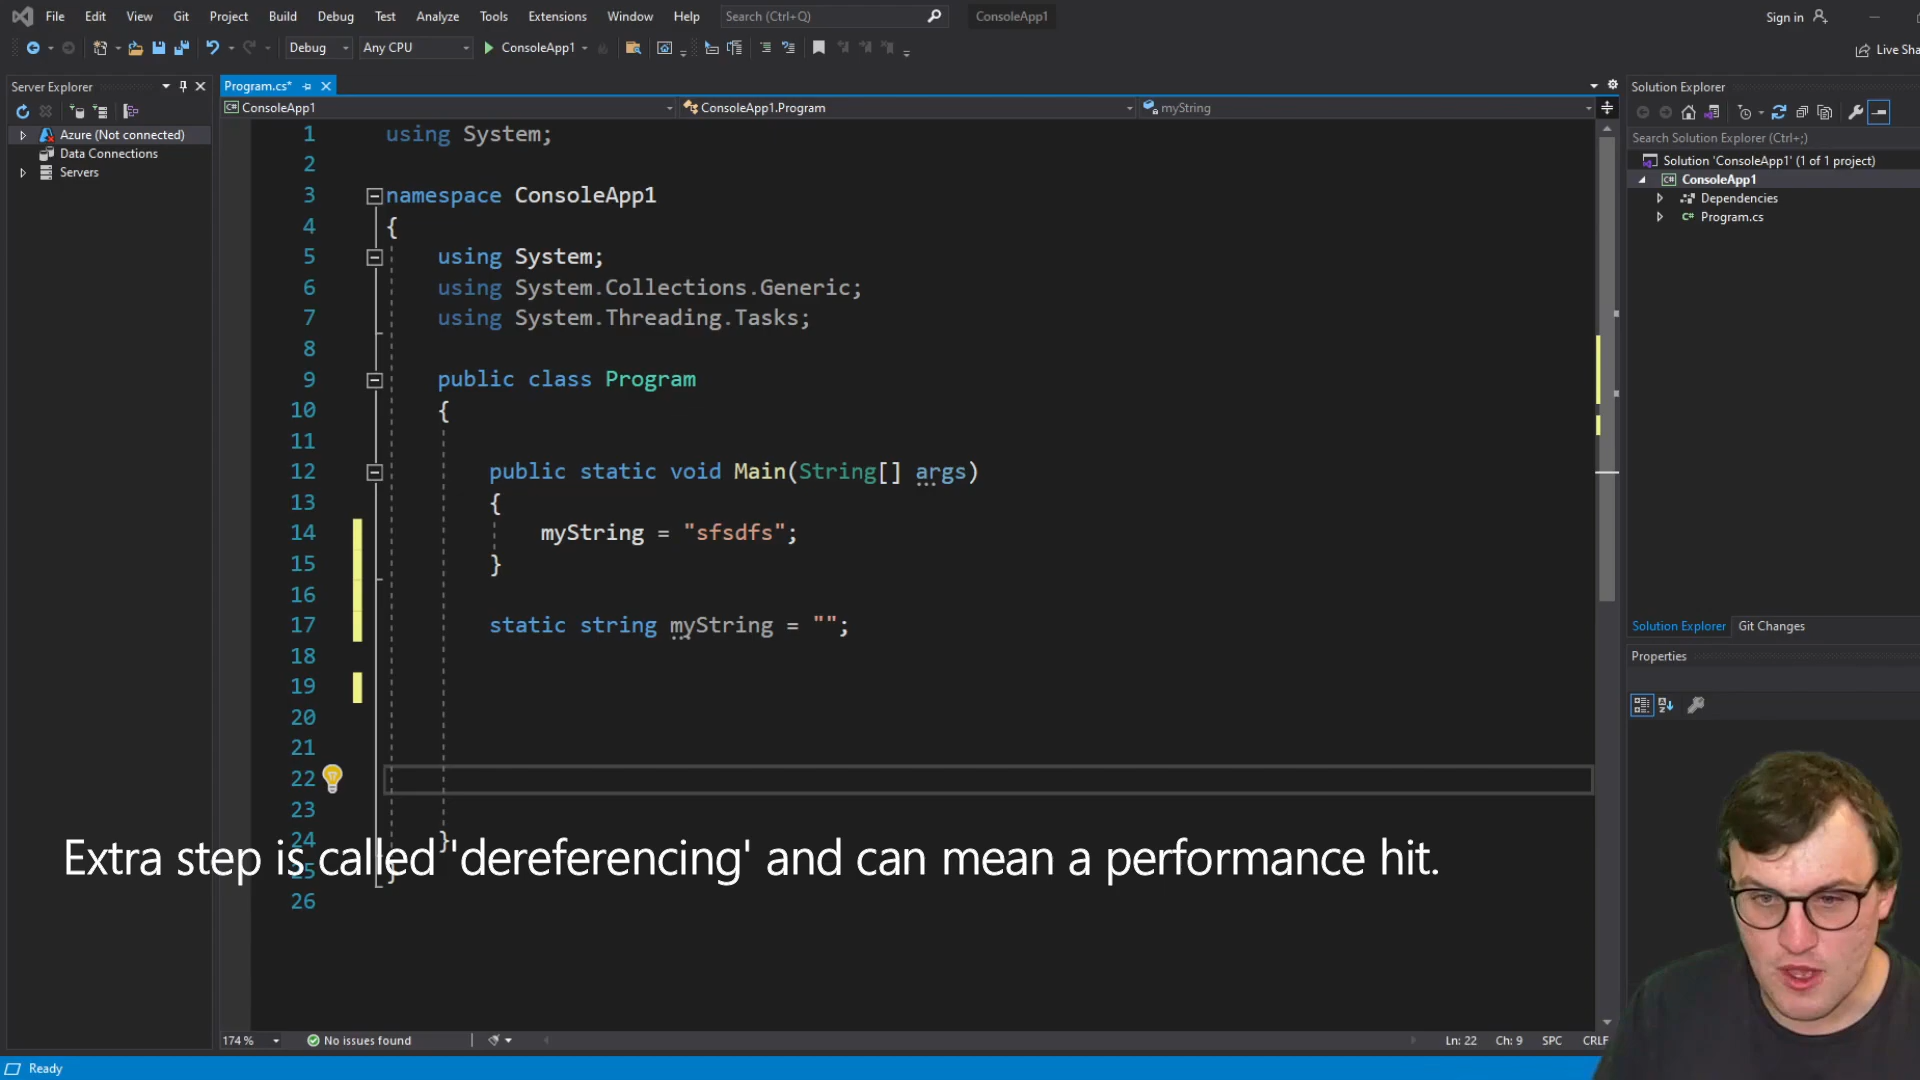 File Edit View Git Project Build Debug Test Analyze Tools Extensions Window Help Search (Ctrl+Q) ConsoleApp1 Sign in
Debug Any CPU ConsoleApp1 Live Sha
Server Explorer
Azure (Not connected)
Data Connections
Servers
Program.cs*
ConsoleApp1 ConsoleApp1.Program myString
1 using System;
2
3 namespace ConsoleApp1
4 {
5 using System;
6 using System.Collections.Generic;
7 using System.Threading.Tasks;
8
9 public class Program
10 {
11
12 public static void Main(String[] args)
13 {
14 myString = "sfsdfs";
15 }
16
17 static string myString = "";
18
19
20
21
22
23
24 }
25 }
26
Extra step is called 'dereferencing' and can mean a performance hit.
174 % No issues found Ln: 22 Ch: 9 SPC CRLF
Ready
Solution Explorer
Search Solution Explorer (Ctrl+;)
Solution 'ConsoleApp1' (1 of 1 project)
ConsoleApp1
Dependencies
Program.cs
Solution Explorer Git Changes
Properties